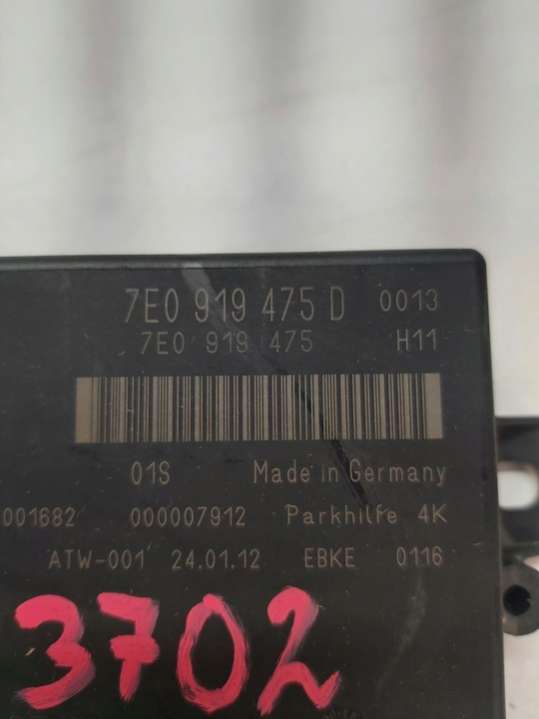 7E0 919 475 D 0013
7E0 919 475 H11
01S Made in Germany
001682 000007912 Parkhilfe 4K
ATW-001 24.01.12 EBKE 0116
3702